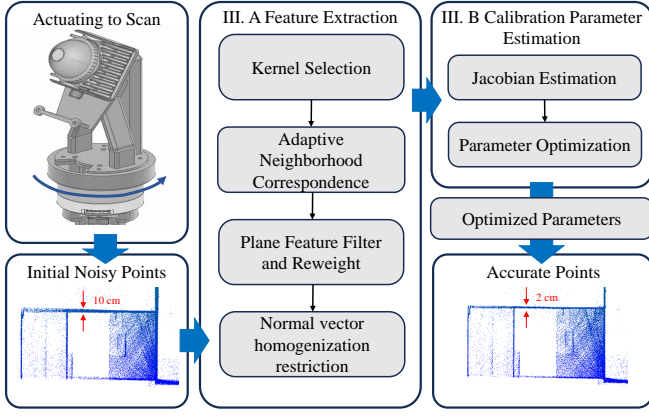 Actuating to Scan
Initial Noisy Points
10 cm
III. A Feature Extraction
Kernel Selection
Adaptive
Neighborhood
Correspondence
Plane Feature Filter
and Reweight
Normal vector
homogenization
restriction
III. B Calibration Parameter
Estimation
Jacobian Estimation
Parameter Optimization
Optimized Parameters
Accurate Points
2 cm